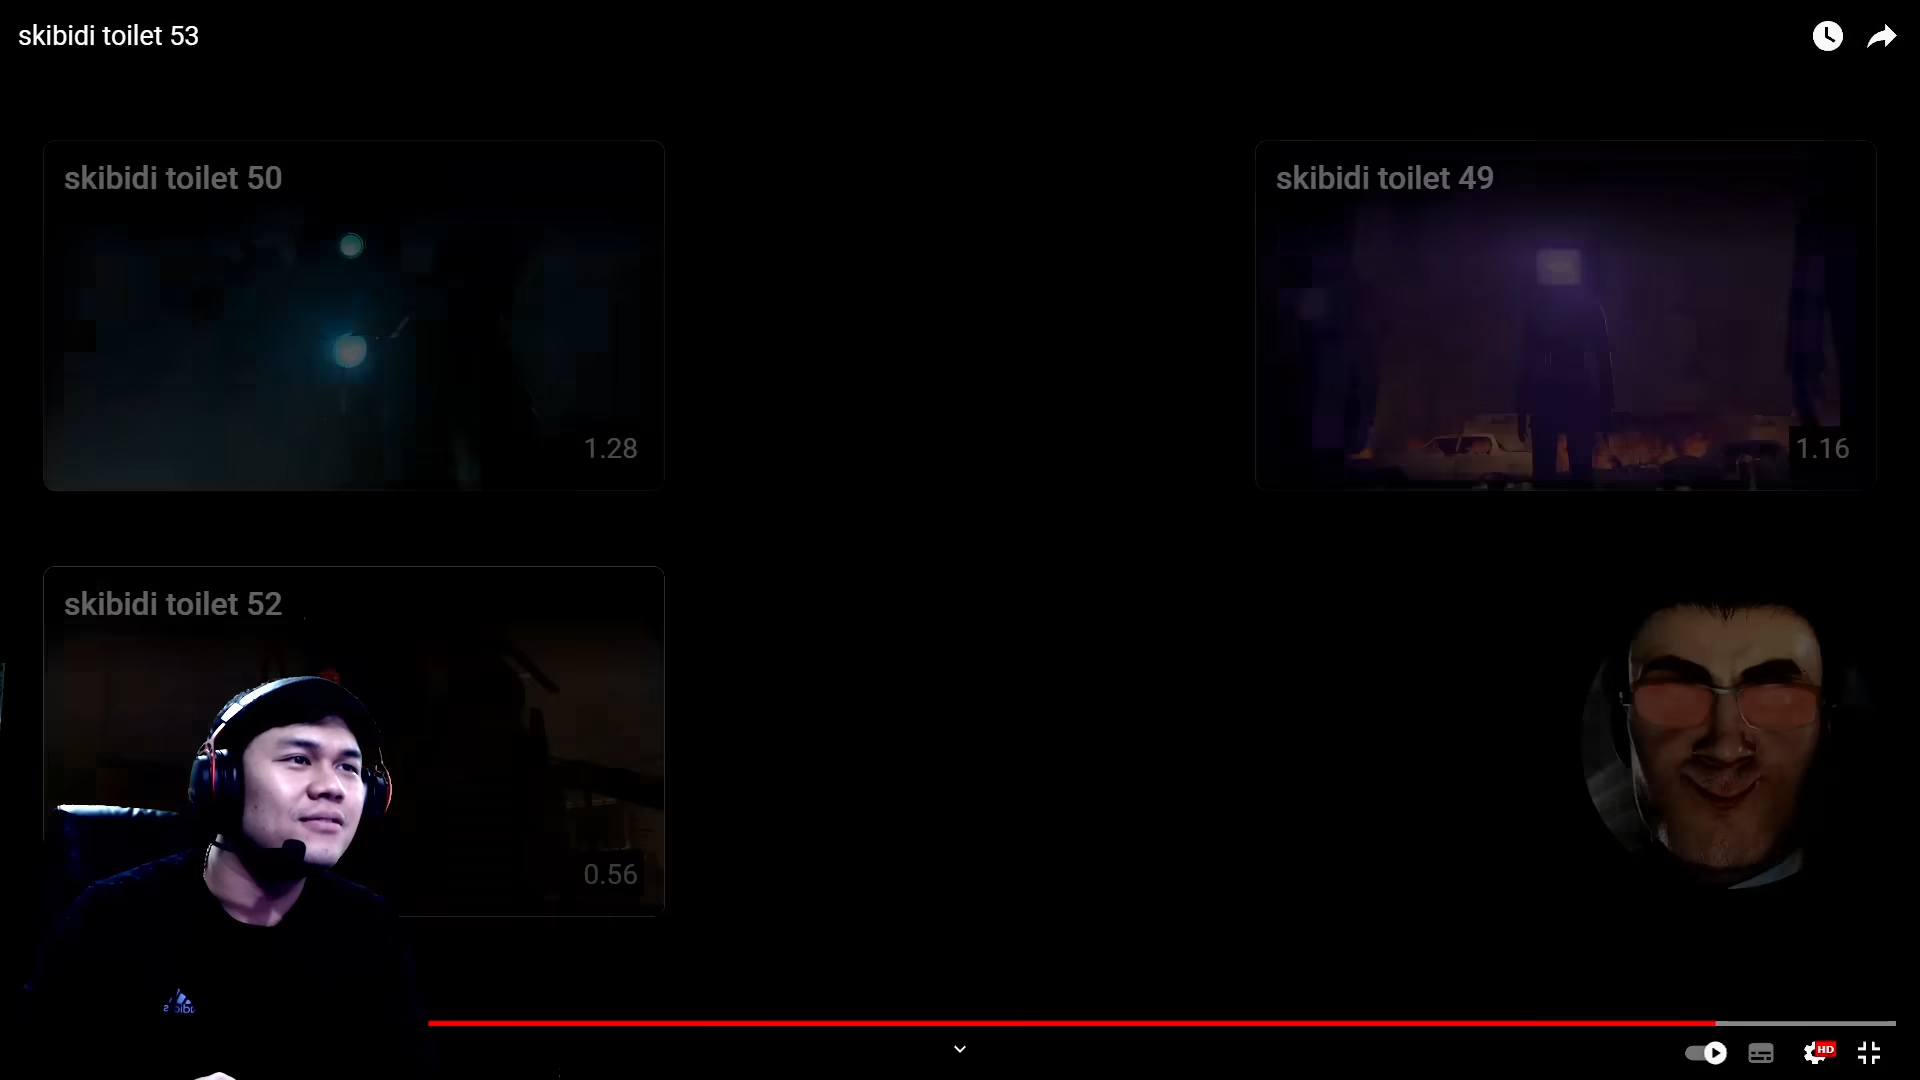 skibidi toilet 53
skibidi toilet 50
1.28
skibidi toilet 49
1.16
skibidi toilet 52
0.56
HD